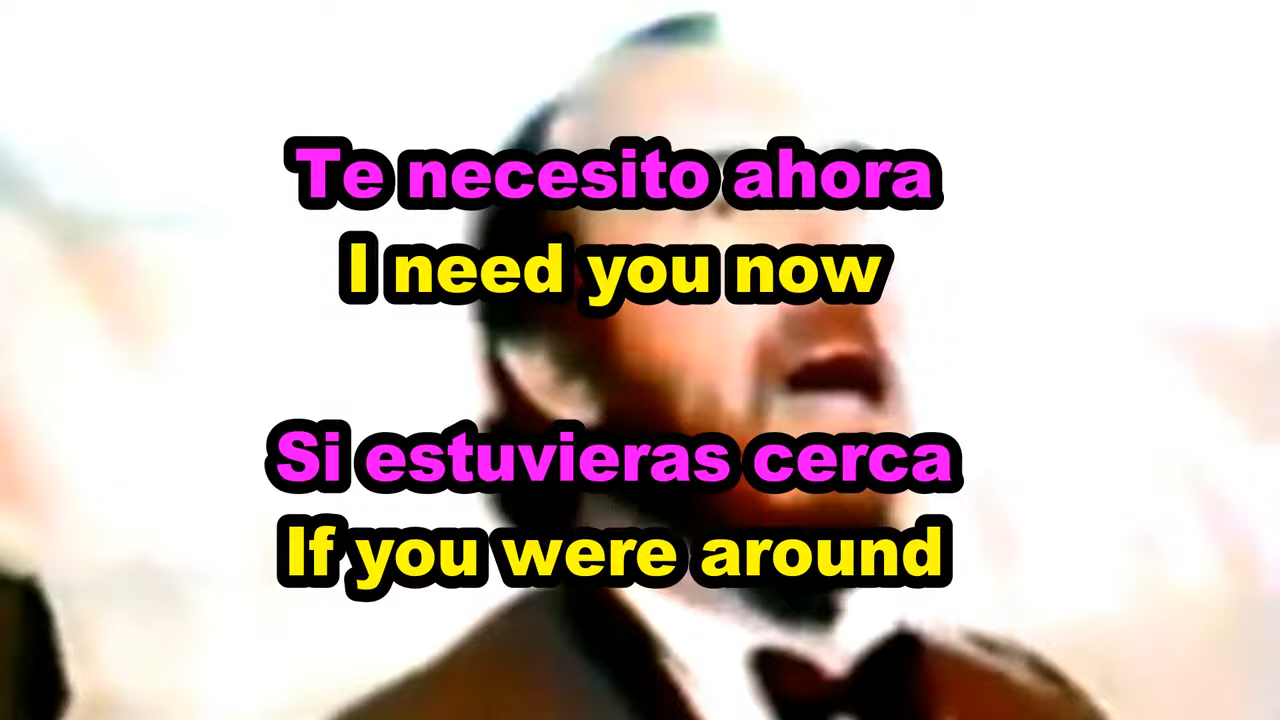 Te necesito ahora
I need you now
Si estuvieras cerca
If you were around